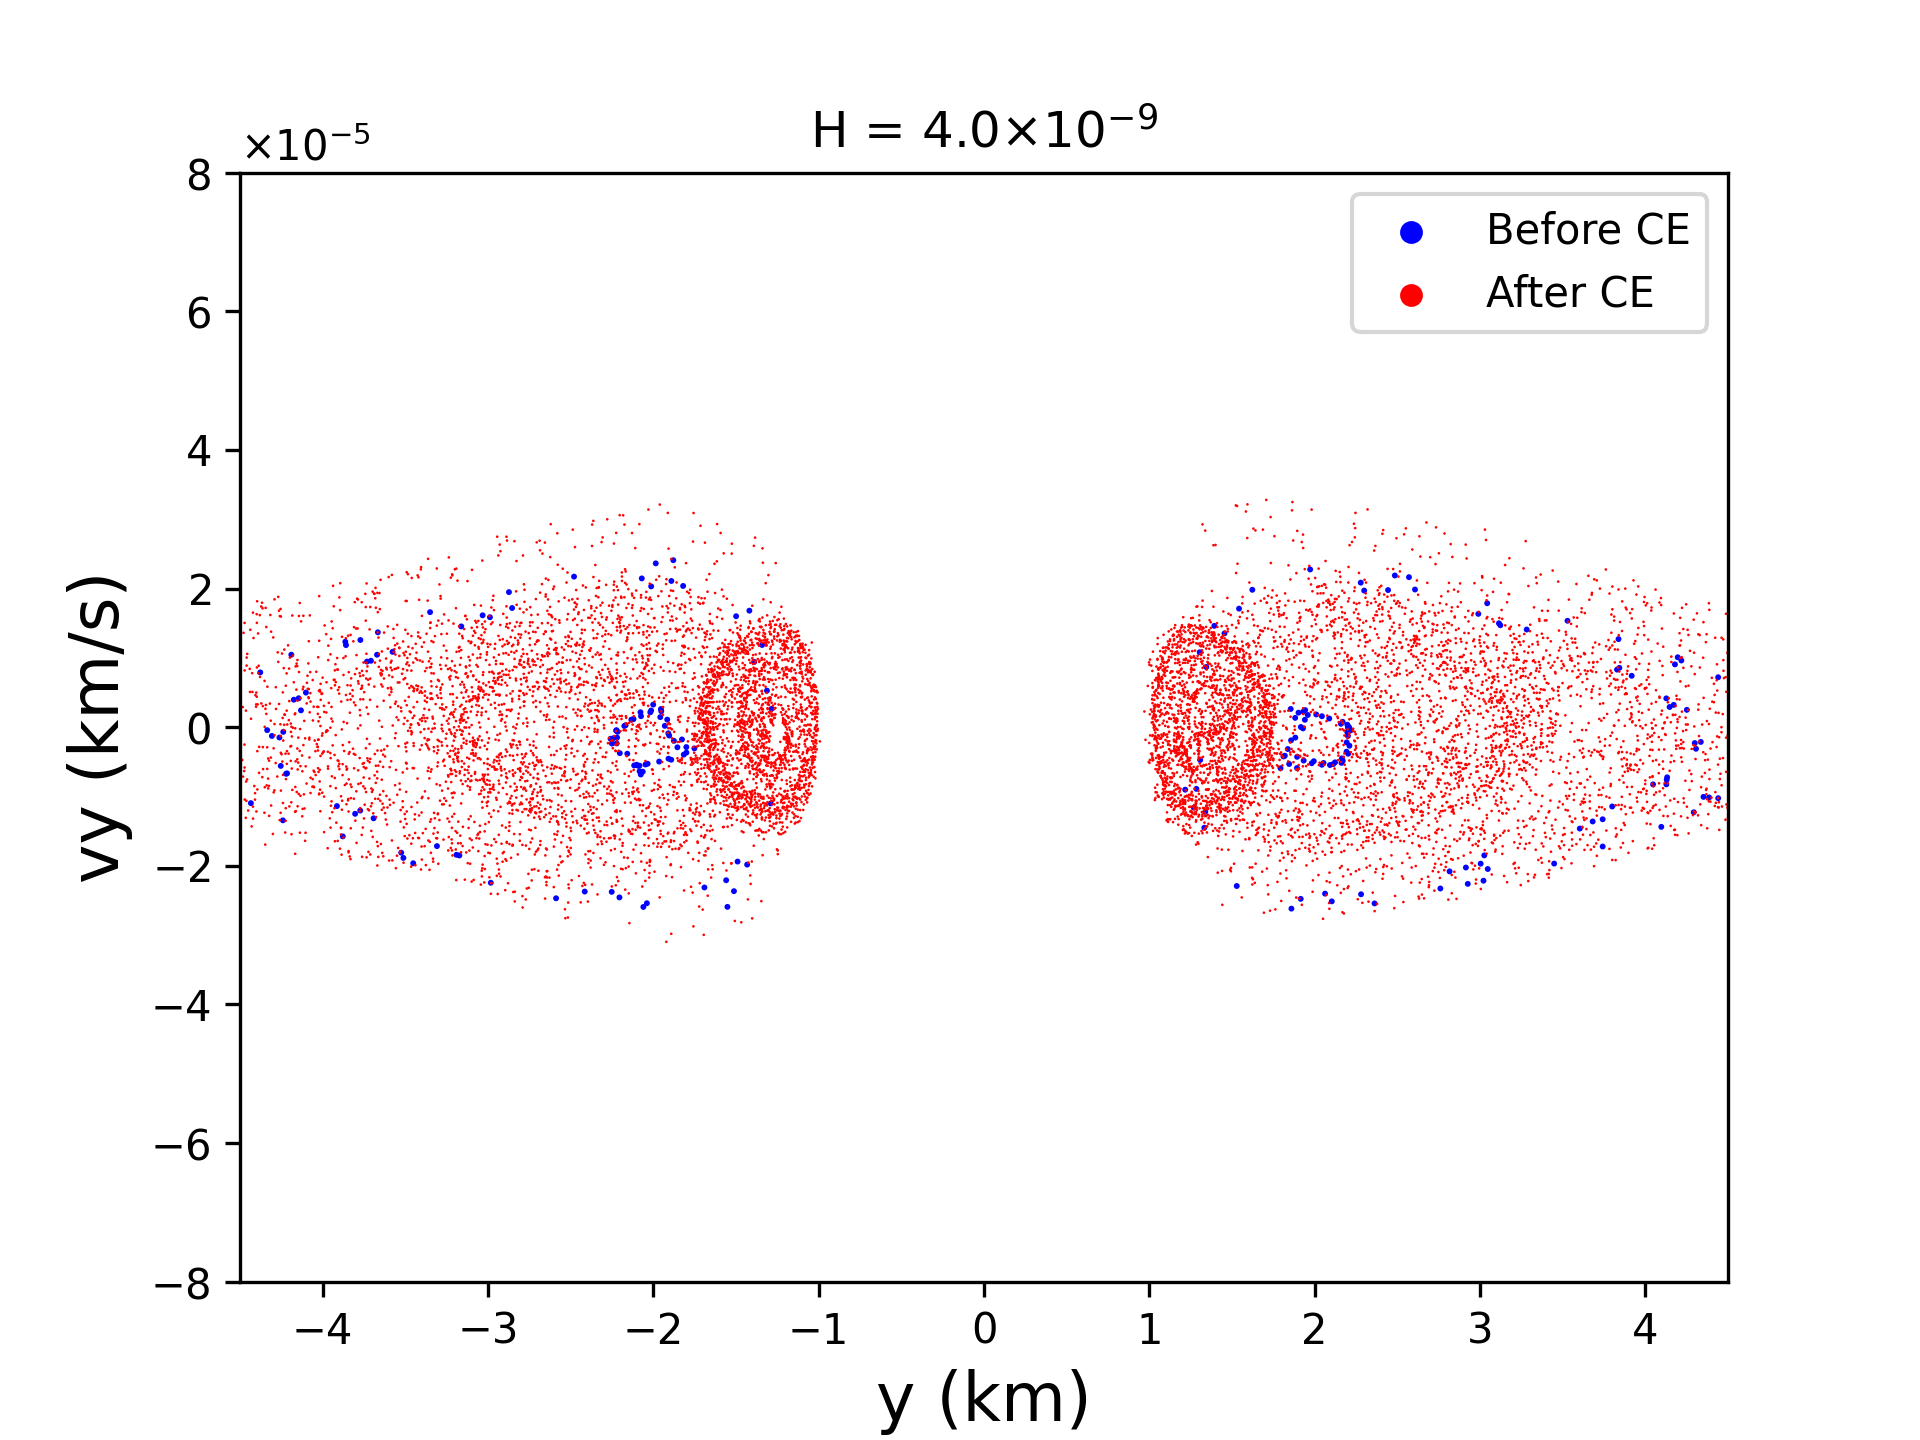 H = 4.0×10⁻⁹
×10⁻⁵
8
6
4
2
0
−2
−4
−6
−8
vy (km/s)
Before CE
After CE
−4 −3 −2 −1 0 1 2 3 4
y (km)